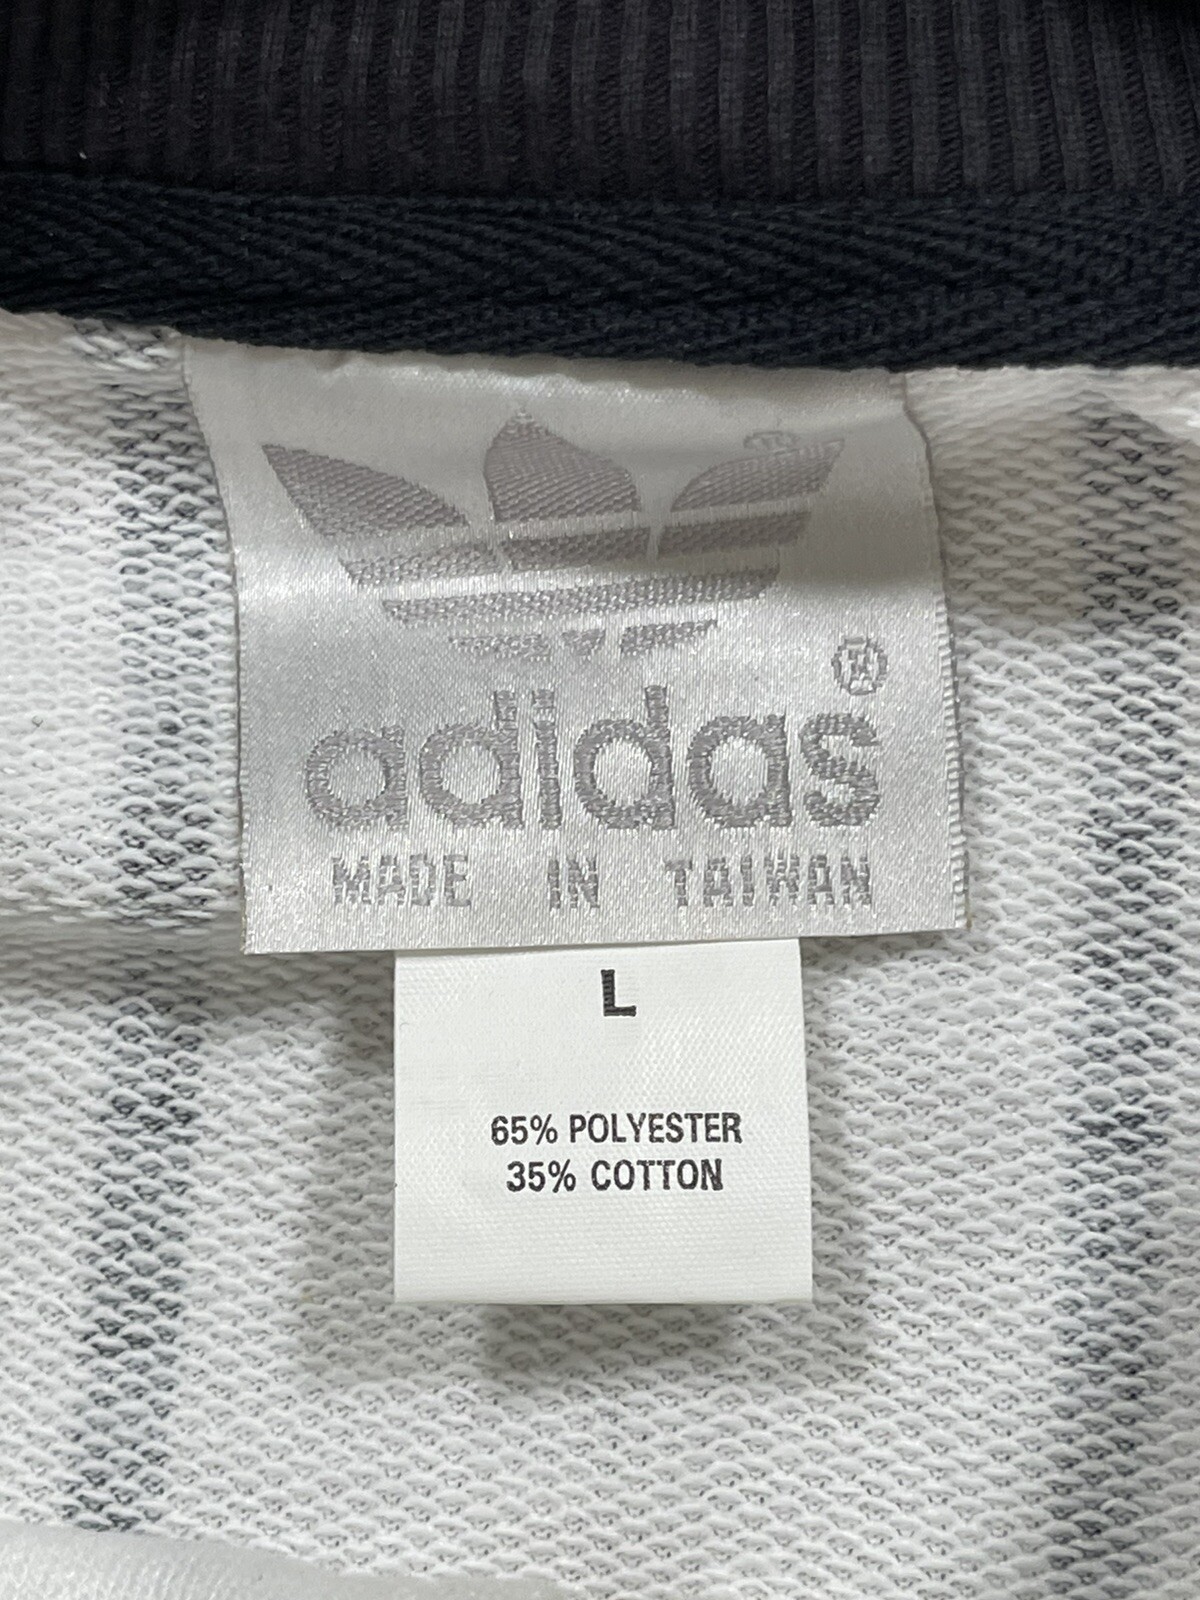 adidas®
MADE IN TAIWAN
L
65% POLYESTER
35% COTTON